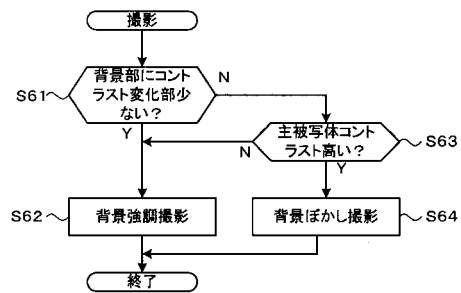 撮影
背景部にコント
ラスト変化部少
ない？
N
S61
Y
主被写体コント
ラスト高い？
S63
N
Y
S62
背景強調撮影
背景ぼかし撮影
S64
終了